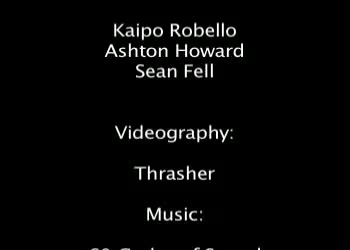 Kaipo Robello
Ashton Howard
Sean Fell
Videography:
Thrasher
Music: